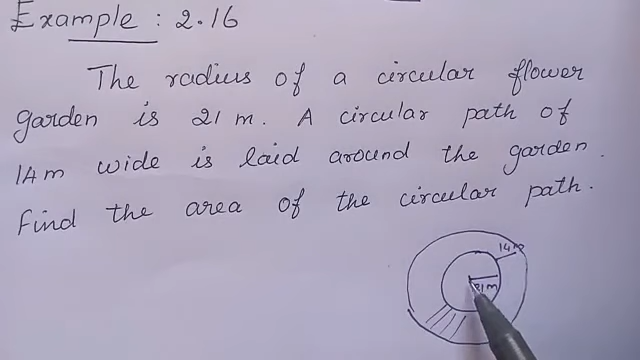 Example : 2.16
The radius of a circular flower
garden is 21 m. A circular path of
14m wide is laid around the garden.
Find the area of the circular path.
14m
21m